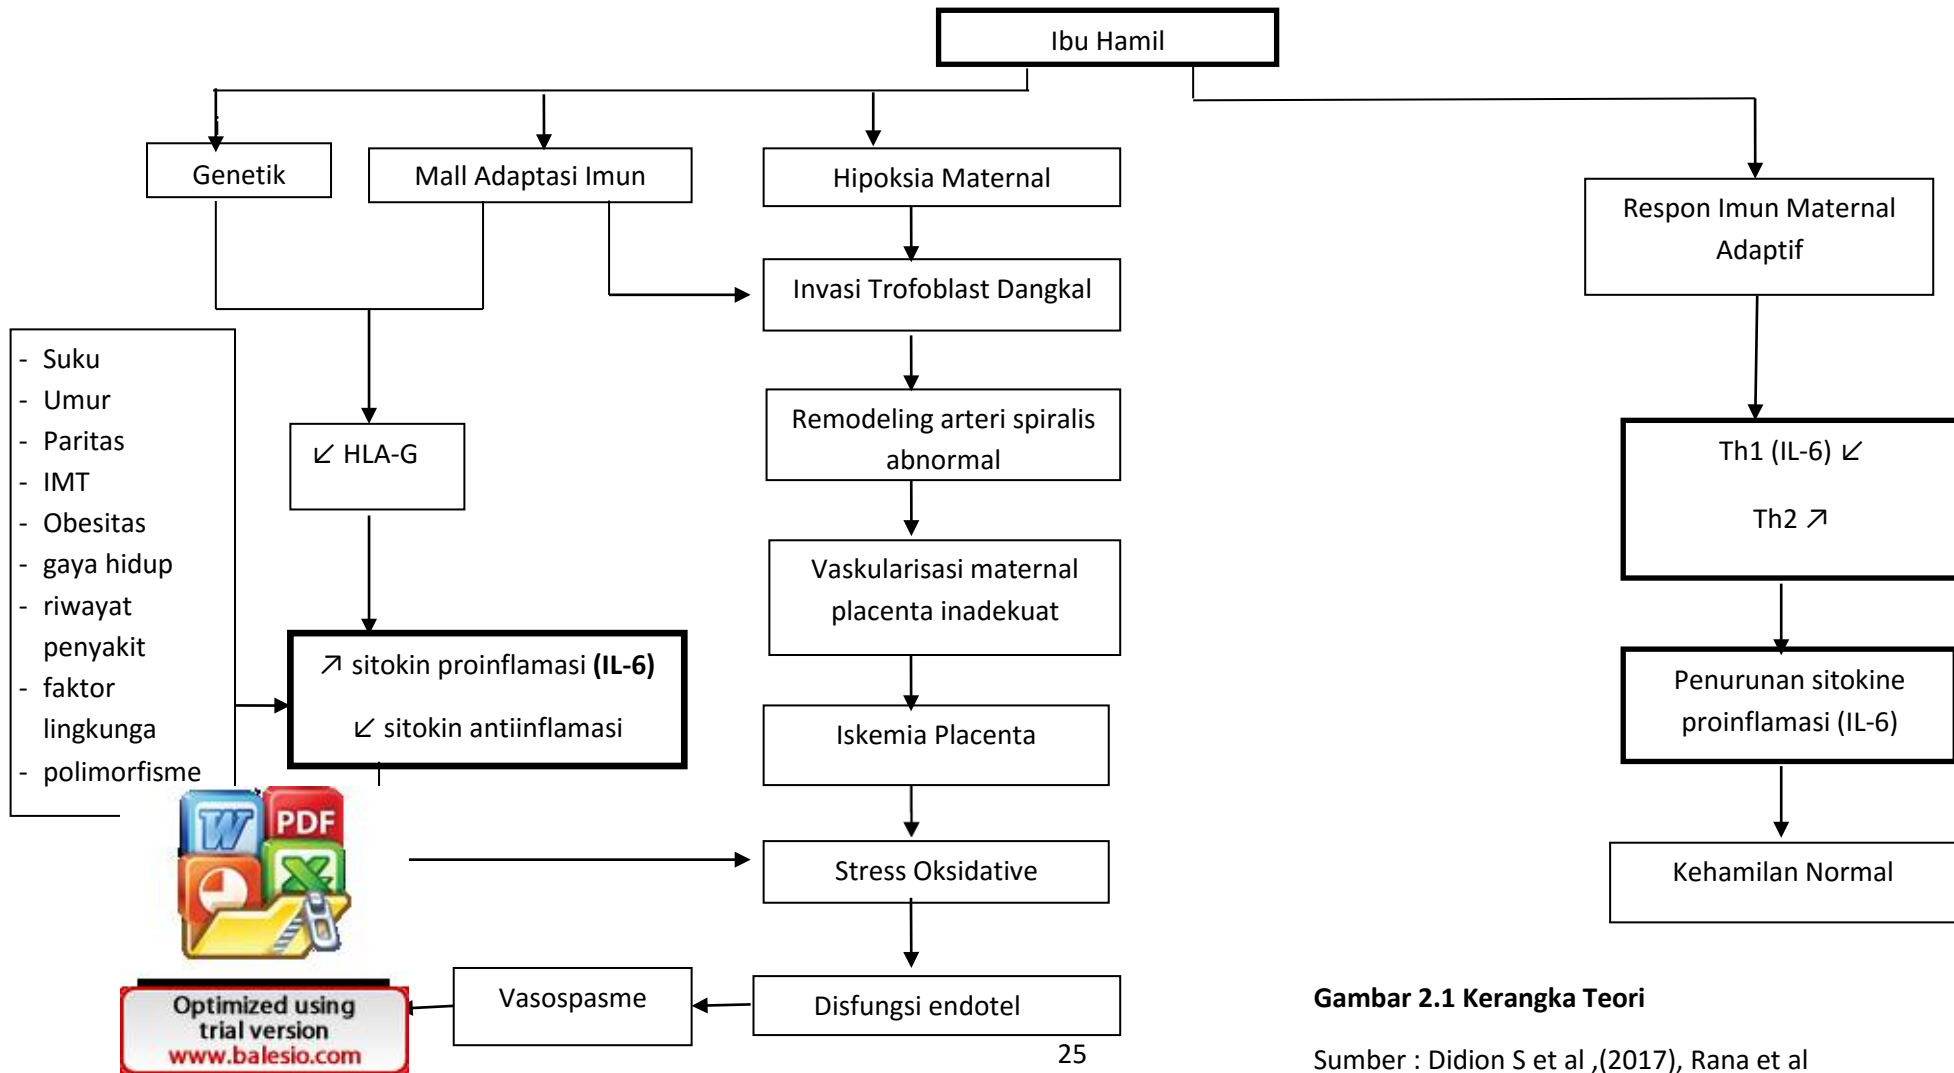 Ibu Hamil
Genetik
Mall Adaptasi Imun
Hipoksia Maternal
Respon Imun Maternal
Adaptif
Invasi Trofoblast Dangkal
- Suku
- Umur
- Paritas
- IMT
- Obesitas
- gaya hidup
- riwayat
penyakit
- faktor
lingkunga
- polimorfisme
↙ HLA-G
Remodeling arteri spiralis
abnormal
Th1 (IL-6) ↙
Th2 ↗
Vaskularisasi maternal
placenta inadekuat
↗ sitokin proinflamasi (IL-6)
↙ sitokin antiinflamasi
Penurunan sitokine
proinflamasi (IL-6)
Iskemia Placenta
Stress Oksidative
Kehamilan Normal
W PDF
X
Optimized using
trial version
www.balesio.com
Vasospasme
Disfungsi endotel
25
Gambar 2.1 Kerangka Teori
Sumber : Didion S et al ,(2017), Rana et al